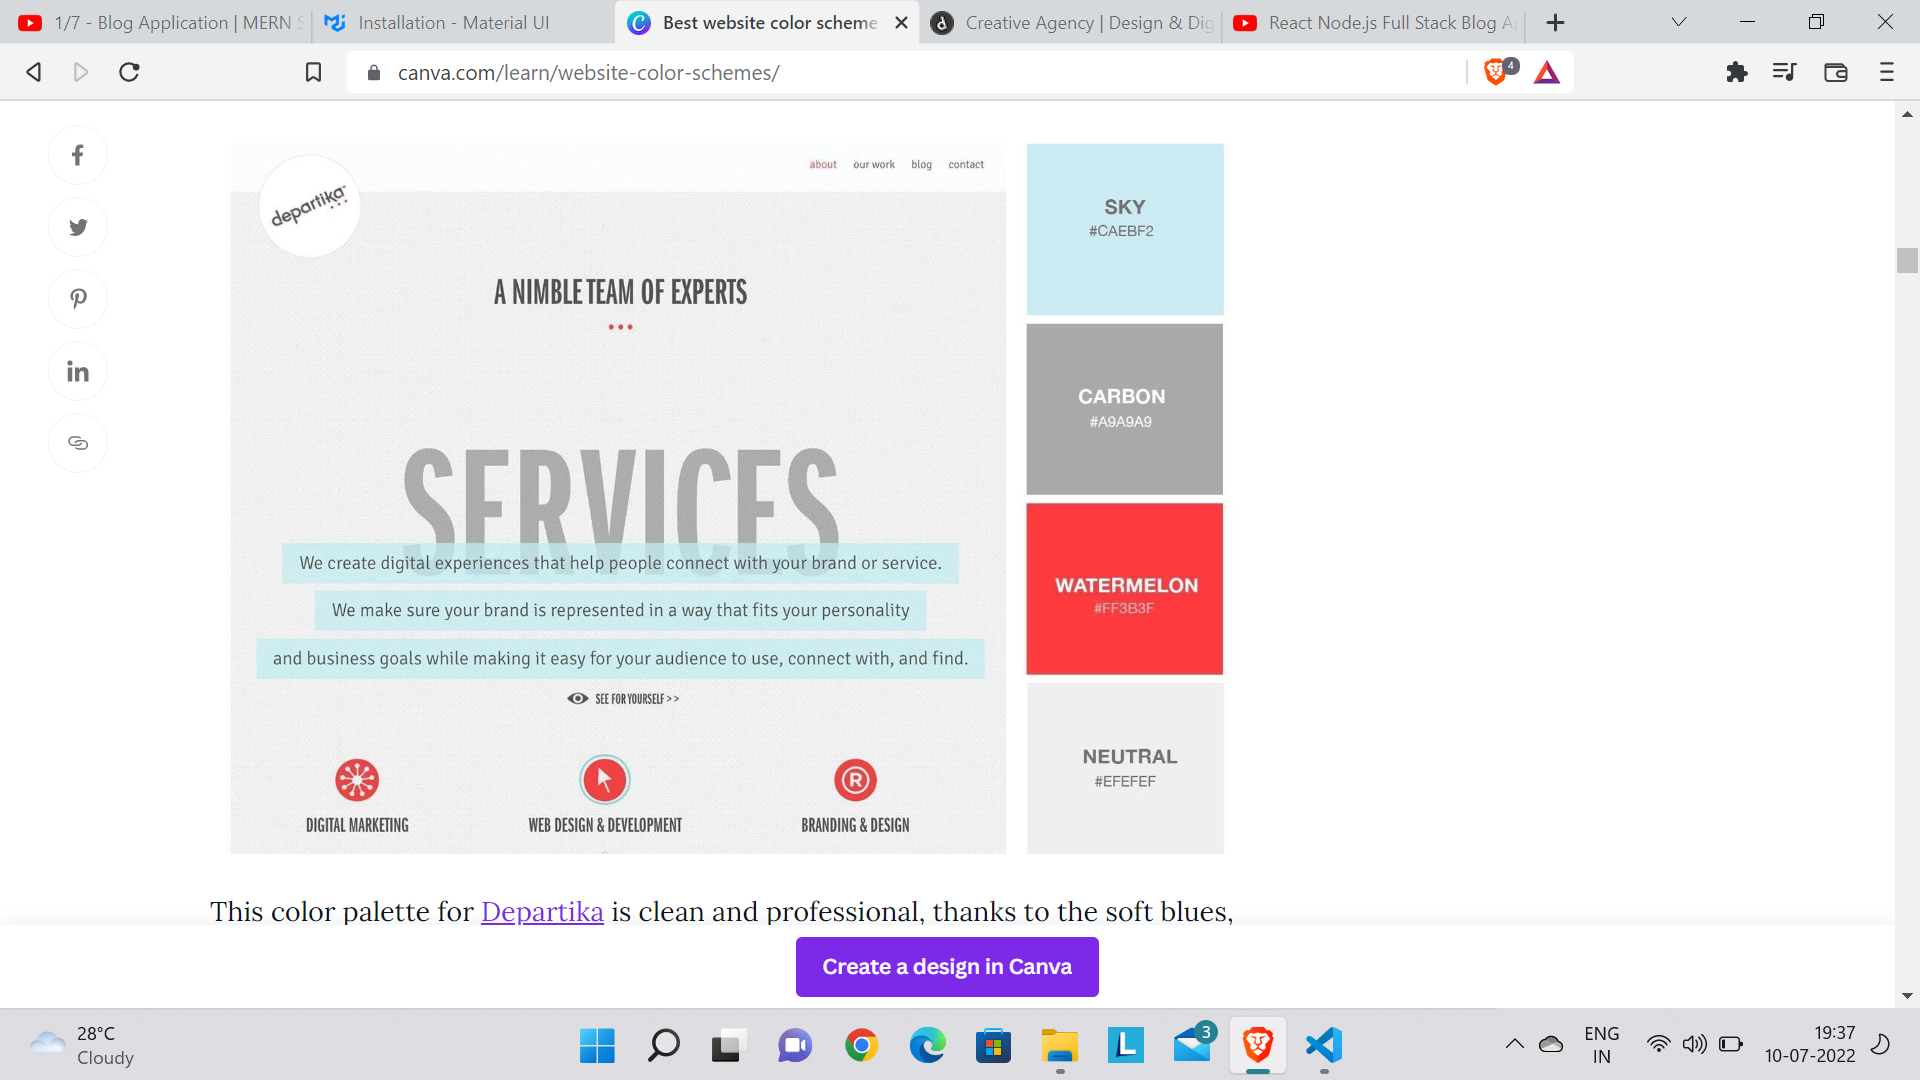 1/7 - Blog Application | MERN S
Installation - Material UI
Best website color scheme
Creative Agency | Design & Dig
React Node.js Full Stack Blog Ap
canva.com/learn/website-color-schemes/
4
departika
about our work blog contact
A NIMBLE TEAM OF EXPERTS
SERVICES
We create digital experiences that help people connect with your brand or service.
We make sure your brand is represented in a way that fits your personality
and business goals while making it easy for your audience to use, connect with, and find.
SEE FOR YOURSELF >>
DIGITAL MARKETING
WEB DESIGN & DEVELOPMENT
R
BRANDING & DESIGN
SKY
#CAEBF2
CARBON
#A9A9A9
WATERMELON
#FF3B3F
NEUTRAL
#EFEFEF
This color palette for Departika is clean and professional, thanks to the soft blues,
Create a design in Canva
28°C
Cloudy
L
3
ENG
IN
19:37
10-07-2022